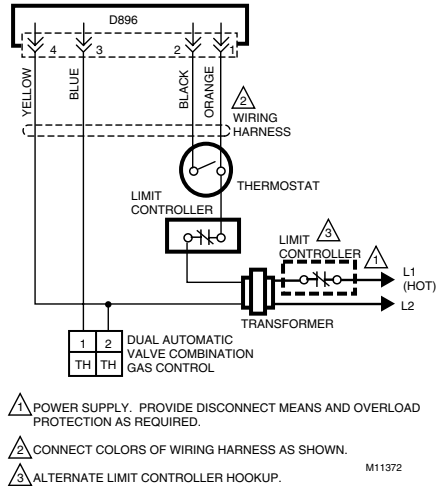 D896
4 3 2 1
YELLOW
BLUE
BLACK
ORANGE
2
WIRING
HARNESS
THERMOSTAT
LIMIT
CONTROLLER
3
LIMIT
CONTROLLER
1
L1
(HOT)
L2
TRANSFORMER
1 2
TH TH
DUAL AUTOMATIC
VALVE COMBINATION
GAS CONTROL
1 POWER SUPPLY. PROVIDE DISCONNECT MEANS AND OVERLOAD
PROTECTION AS REQUIRED.
2 CONNECT COLORS OF WIRING HARNESS AS SHOWN.
3 ALTERNATE LIMIT CONTROLLER HOOKUP.
M11372